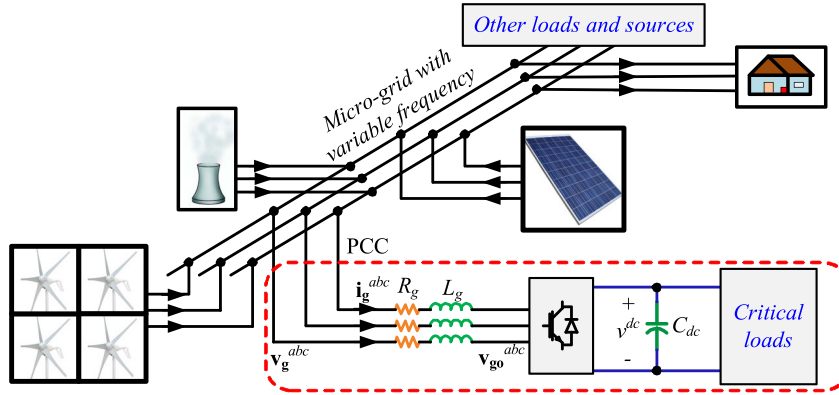 Other loads and sources
Micro-grid with
variable frequency
PCC
i_g^abc R_g L_g
+
v^dc C_dc
-
v_g^abc v_go^abc
Critical
loads